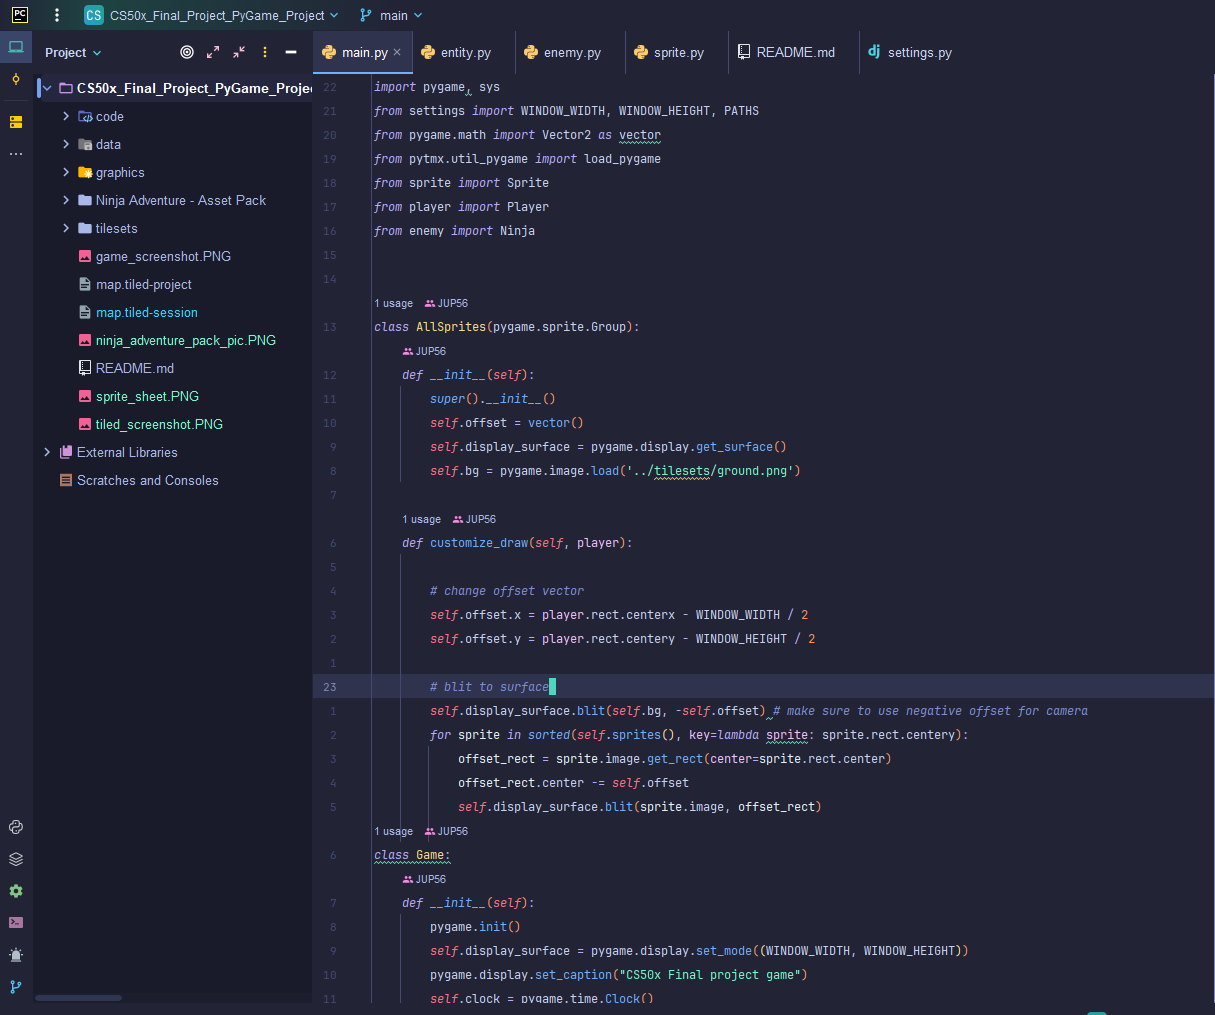 PC CS CS50x_Final_Project_PyGame_Project main
Project
main.py entity.py enemy.py sprite.py README.md dj settings.py
CS50x_Final_Project_PyGame_Proje
code
data
graphics
Ninja Adventure - Asset Pack
tilesets
game_screenshot.PNG
map.tiled-project
map.tiled-session
ninja_adventure_pack_pic.PNG
README.md
sprite_sheet.PNG
tiled_screenshot.PNG
External Libraries
Scratches and Consoles
22 import pygame, sys
21 from settings import WINDOW_WIDTH, WINDOW_HEIGHT, PATHS
20 from pygame.math import Vector2 as vector
19 from pytmx.util_pygame import load_pygame
18 from sprite import Sprite
17 from player import Player
16 from enemy import Ninja
15
14
1 usage JUP56
13 class AllSprites(pygame.sprite.Group):
JUP56
12 def __init__(self):
11 super().__init__()
10 self.offset = vector()
9 self.display_surface = pygame.display.get_surface()
8 self.bg = pygame.image.load('../tilesets/ground.png')
7
1 usage JUP56
6 def customize_draw(self, player):
5
4 # change offset vector
3 self.offset.x = player.rect.centerx - WINDOW_WIDTH / 2
2 self.offset.y = player.rect.centery - WINDOW_HEIGHT / 2
1
23 # blit to surface
1 self.display_surface.blit(self.bg, -self.offset) # make sure to use negative offset for camera
2 for sprite in sorted(self.sprites(), key=lambda sprite: sprite.rect.centery):
3 offset_rect = sprite.image.get_rect(center=sprite.rect.center)
4 offset_rect.center -= self.offset
5 self.display_surface.blit(sprite.image, offset_rect)
1 usage JUP56
6 class Game:
JUP56
7 def __init__(self):
8 pygame.init()
9 self.display_surface = pygame.display.set_mode((WINDOW_WIDTH, WINDOW_HEIGHT))
10 pygame.display.set_caption("CS50x Final project game")
11 self.clock = pygame.time.Clock()